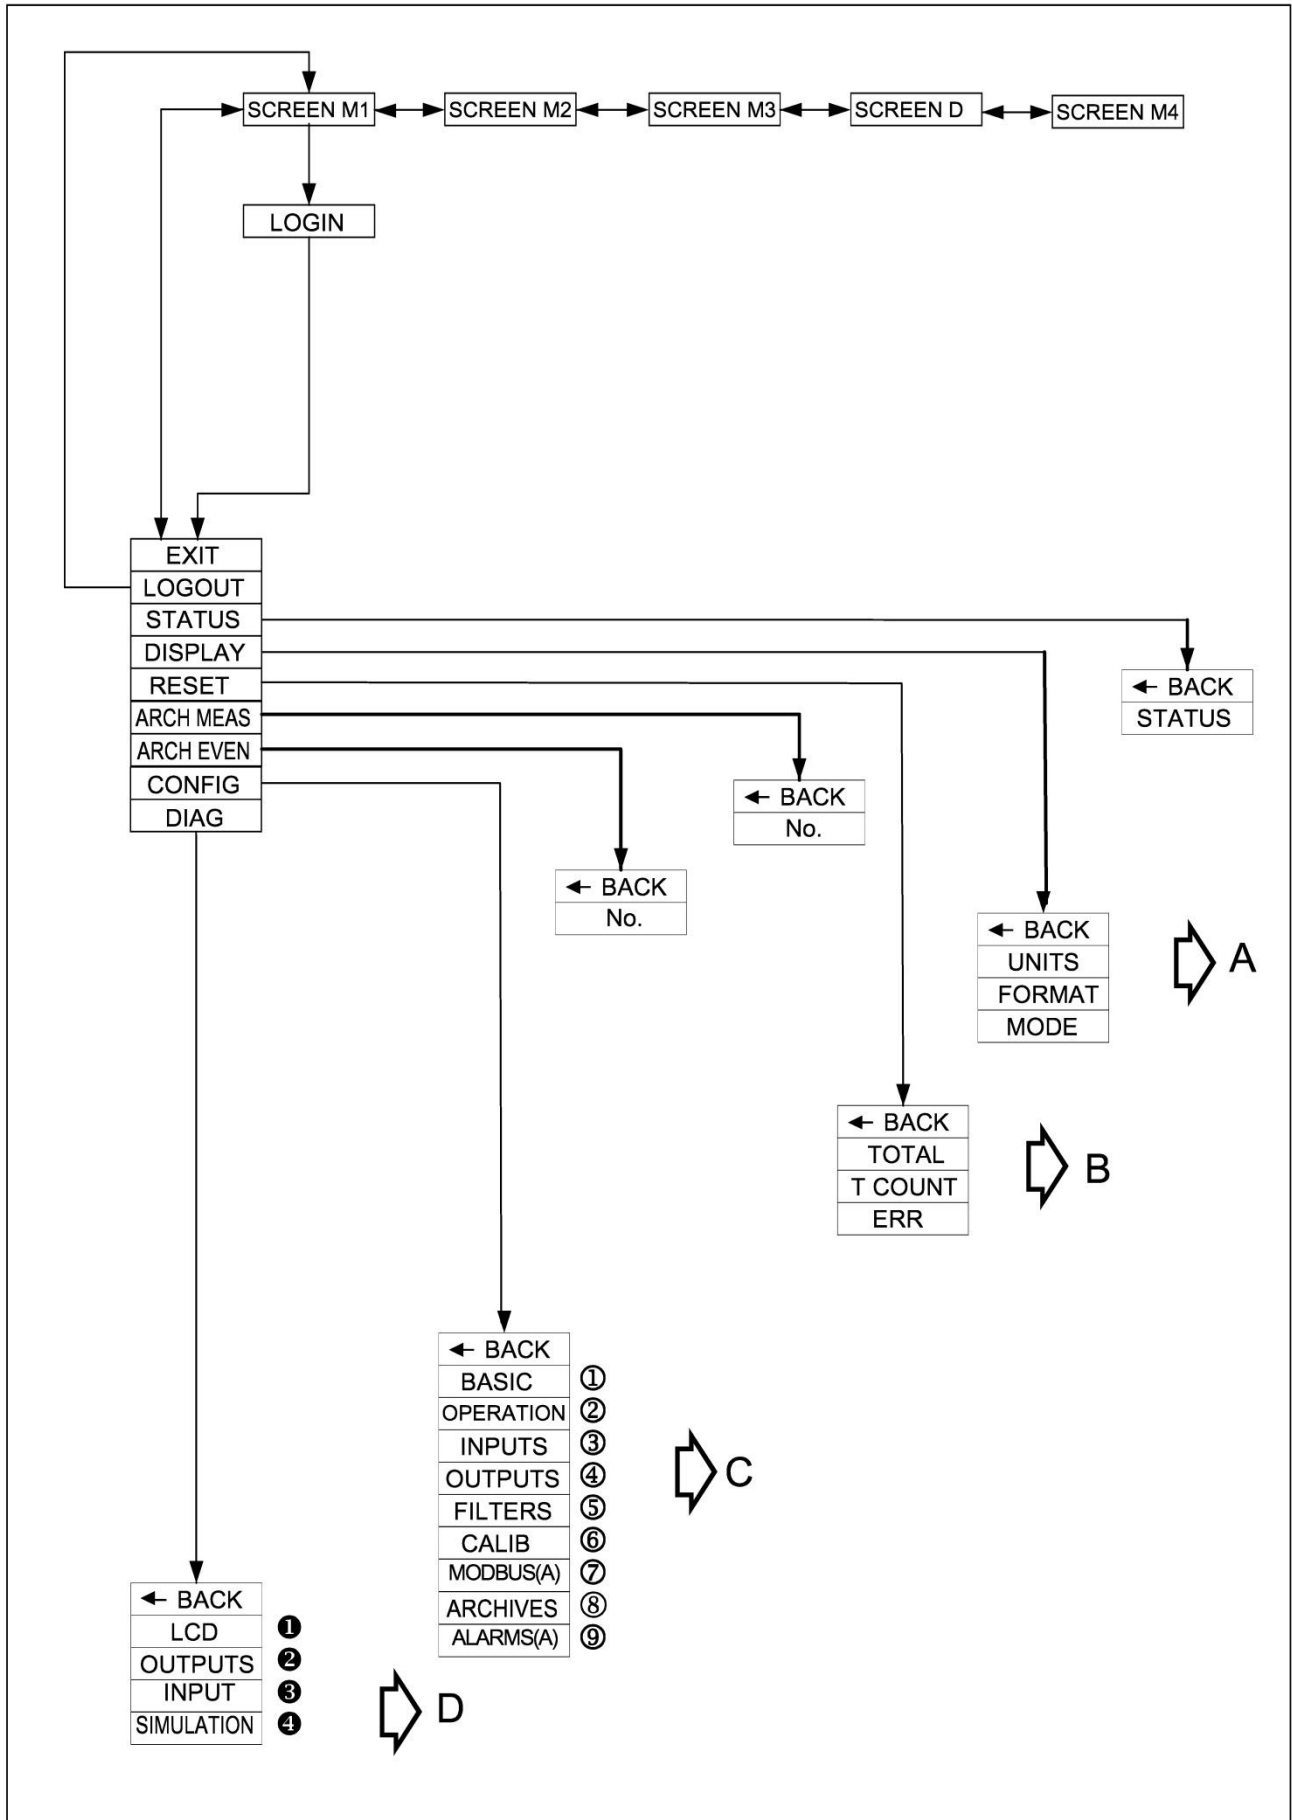 SCREEN M1 SCREEN M2 SCREEN M3 SCREEN D SCREEN M4
LOGIN
EXIT
LOGOUT
STATUS
DISPLAY
RESET
ARCH MEAS
ARCH EVEN
CONFIG
DIAG
← BACK
STATUS
← BACK
No.
← BACK
No.
← BACK
UNITS
FORMAT
MODE
A
← BACK
TOTAL
T COUNT
ERR
B
← BACK
BASIC ①
OPERATION ②
INPUTS ③
OUTPUTS ④
FILTERS ⑤
CALIB ⑥
MODBUS(A) ⑦
ARCHIVES ⑧
ALARMS(A) ⑨
C
← BACK
LCD ❶
OUTPUTS ❷
INPUT ❸
SIMULATION ❹
D